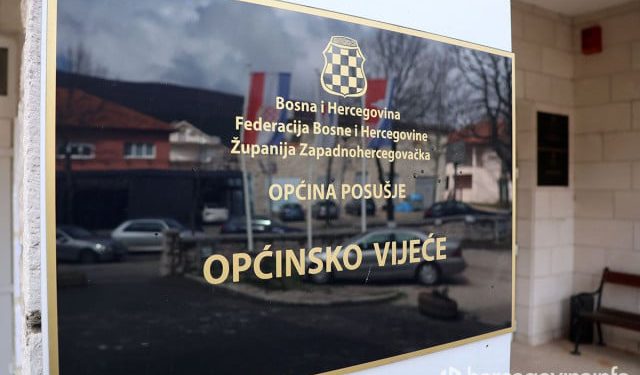 Bosna i Hercegovina
Federacija Bosne i Hercegovine
Županija Zapadnohercegovačka
OPĆINA POSUŠJE
OPĆINSKO VIJEĆE